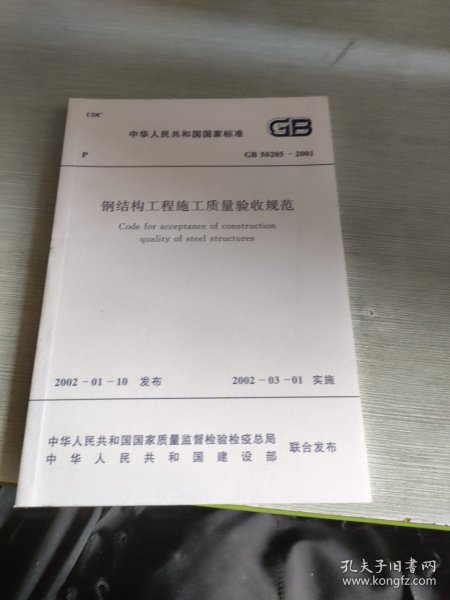 UDC
中华人民共和国国家标准
GB
P
GB 50205-2001
钢结构工程施工质量验收规范
Code for acceptance of construction
quality of steel structures
2002-01-10 发布
2002-03-01 实施
中华人民共和国国家质量监督检验检疫总局
中华人民共和国建设部
联合发布
孔夫子旧书网
www.kongfz.com